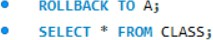 • ROLLBACK TO A;
• SELECT * FROM CLASS;